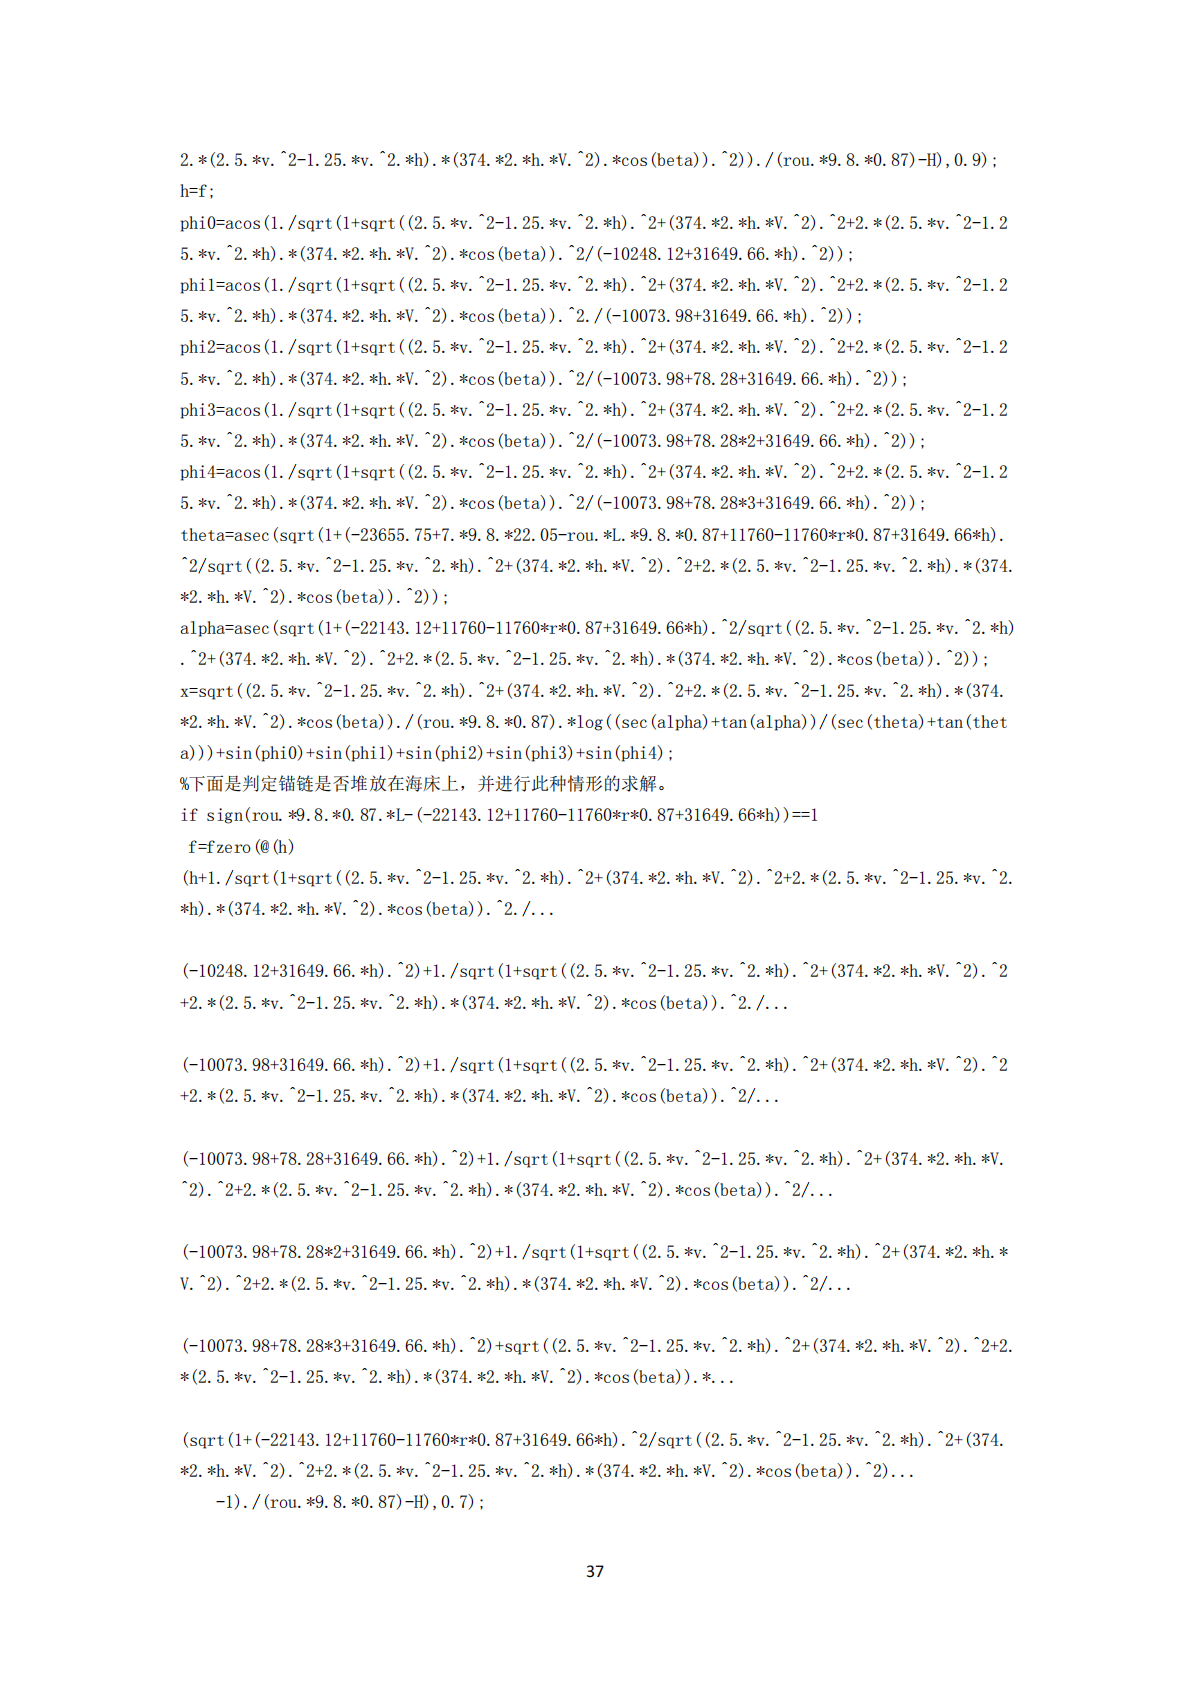 2.*(2.5.*v.^2-1.25.*v.^2.*h).*(374.*2.*h.*V.^2).*cos(beta)).^2))./(rou.*9.8.*0.87)-H),0.9);
h=f;
phi0=acos(1./sqrt(1+sqrt((2.5.*v.^2-1.25.*v.^2.*h).^2+(374.*2.*h.*V.^2).^2+2.*(2.5.*v.^2-1.2
5.*v.^2.*h).*(374.*2.*h.*V.^2).*cos(beta)).^2/(-10248.12+31649.66.*h).^2));
phi1=acos(1./sqrt(1+sqrt((2.5.*v.^2-1.25.*v.^2.*h).^2+(374.*2.*h.*V.^2).^2+2.*(2.5.*v.^2-1.2
5.*v.^2.*h).*(374.*2.*h.*V.^2).*cos(beta)).^2./(-10073.98+31649.66.*h).^2));
phi2=acos(1./sqrt(1+sqrt((2.5.*v.^2-1.25.*v.^2.*h).^2+(374.*2.*h.*V.^2).^2+2.*(2.5.*v.^2-1.2
5.*v.^2.*h).*(374.*2.*h.*V.^2).*cos(beta)).^2/(-10073.98+78.28+31649.66.*h).^2));
phi3=acos(1./sqrt(1+sqrt((2.5.*v.^2-1.25.*v.^2.*h).^2+(374.*2.*h.*V.^2).^2+2.*(2.5.*v.^2-1.2
5.*v.^2.*h).*(374.*2.*h.*V.^2).*cos(beta)).^2/(-10073.98+78.28*2+31649.66.*h).^2));
phi4=acos(1./sqrt(1+sqrt((2.5.*v.^2-1.25.*v.^2.*h).^2+(374.*2.*h.*V.^2).^2+2.*(2.5.*v.^2-1.2
5.*v.^2.*h).*(374.*2.*h.*V.^2).*cos(beta)).^2/(-10073.98+78.28*3+31649.66.*h).^2));
theta=asec(sqrt(1+(-23655.75+7.*9.8.*22.05-rou.*L.*9.8.*0.87+11760-11760*r*0.87+31649.66*h).
^2/sqrt((2.5.*v.^2-1.25.*v.^2.*h).^2+(374.*2.*h.*V.^2).^2+2.*(2.5.*v.^2-1.25.*v.^2.*h).*(374.
*2.*h.*V.^2).*cos(beta)).^2));
alpha=asec(sqrt(1+(-22143.12+11760-11760*r*0.87+31649.66*h).^2/sqrt((2.5.*v.^2-1.25.*v.^2.*h)
.^2+(374.*2.*h.*V.^2).^2+2.*(2.5.*v.^2-1.25.*v.^2.*h).*(374.*2.*h.*V.^2).*cos(beta)).^2));
x=sqrt((2.5.*v.^2-1.25.*v.^2.*h).^2+(374.*2.*h.*V.^2).^2+2.*(2.5.*v.^2-1.25.*v.^2.*h).*(374.
*2.*h.*V.^2).*cos(beta))./(rou.*9.8.*0.87).*log((sec(alpha)+tan(alpha))/(sec(theta)+tan(thet
a)))+sin(phi0)+sin(phi1)+sin(phi2)+sin(phi3)+sin(phi4);
%下面是判定锚链是否堆放在海床上，并进行此种情形的求解。
if sign(rou.*9.8.*0.87.*L-(-22143.12+11760-11760*r*0.87+31649.66*h))==1
f=fzero(@(h)
(h+1./sqrt(1+sqrt((2.5.*v.^2-1.25.*v.^2.*h).^2+(374.*2.*h.*V.^2).^2+2.*(2.5.*v.^2-1.25.*v.^2.
*h).*(374.*2.*h.*V.^2).*cos(beta)).^2./...
(-10248.12+31649.66.*h).^2)+1./sqrt(1+sqrt((2.5.*v.^2-1.25.*v.^2.*h).^2+(374.*2.*h.*V.^2).^2
+2.*(2.5.*v.^2-1.25.*v.^2.*h).*(374.*2.*h.*V.^2).*cos(beta)).^2./...
(-10073.98+31649.66.*h).^2)+1./sqrt(1+sqrt((2.5.*v.^2-1.25.*v.^2.*h).^2+(374.*2.*h.*V.^2).^2
+2.*(2.5.*v.^2-1.25.*v.^2.*h).*(374.*2.*h.*V.^2).*cos(beta)).^2/...
(-10073.98+78.28+31649.66.*h).^2)+1./sqrt(1+sqrt((2.5.*v.^2-1.25.*v.^2.*h).^2+(374.*2.*h.*V.
^2).^2+2.*(2.5.*v.^2-1.25.*v.^2.*h).*(374.*2.*h.*V.^2).*cos(beta)).^2/...
(-10073.98+78.28*2+31649.66.*h).^2)+1./sqrt(1+sqrt((2.5.*v.^2-1.25.*v.^2.*h).^2+(374.*2.*h.*
V.^2).^2+2.*(2.5.*v.^2-1.25.*v.^2.*h).*(374.*2.*h.*V.^2).*cos(beta)).^2/...
(-10073.98+78.28*3+31649.66.*h).^2)+sqrt((2.5.*v.^2-1.25.*v.^2.*h).^2+(374.*2.*h.*V.^2).^2+2.
*(2.5.*v.^2-1.25.*v.^2.*h).*(374.*2.*h.*V.^2).*cos(beta)).*...
(sqrt(1+(-22143.12+11760-11760*r*0.87+31649.66*h).^2/sqrt((2.5.*v.^2-1.25.*v.^2.*h).^2+(374.
*2.*h.*V.^2).^2+2.*(2.5.*v.^2-1.25.*v.^2.*h).*(374.*2.*h.*V.^2).*cos(beta)).^2)...
-1)./(rou.*9.8.*0.87)-H),0.7);
37